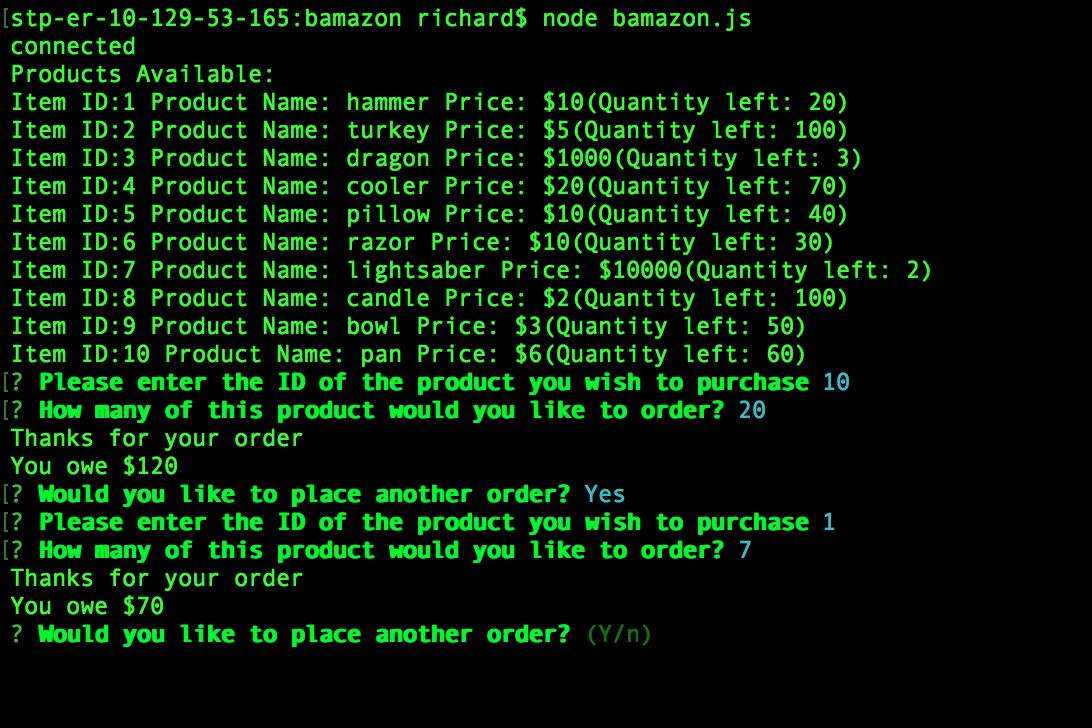 [stp-er-10-129-53-165:bamazon richard$ node bamazon.js
connected
Products Available:
Item ID:1 Product Name: hammer Price: $10(Quantity left: 20)
Item ID:2 Product Name: turkey Price: $5(Quantity left: 100)
Item ID:3 Product Name: dragon Price: $1000(Quantity left: 3)
Item ID:4 Product Name: cooler Price: $20(Quantity left: 70)
Item ID:5 Product Name: pillow Price: $10(Quantity left: 40)
Item ID:6 Product Name: razor Price: $10(Quantity left: 30)
Item ID:7 Product Name: lightsaber Price: $10000(Quantity left: 2)
Item ID:8 Product Name: candle Price: $2(Quantity left: 100)
Item ID:9 Product Name: bowl Price: $3(Quantity left: 50)
Item ID:10 Product Name: pan Price: $6(Quantity left: 60)
[? Please enter the ID of the product you wish to purchase 10
[? How many of this product would you like to order? 20
Thanks for your order
You owe $120
[? Would you like to place another order? Yes
[? Please enter the ID of the product you wish to purchase 1
[? How many of this product would you like to order? 7
Thanks for your order
You owe $70
? Would you like to place another order? (Y/n)